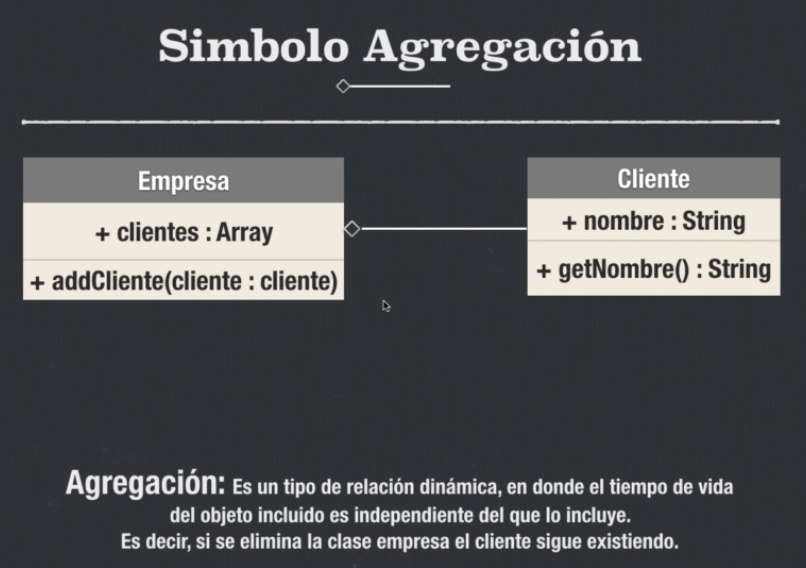 Simbolo Agregación
Empresa
+ clientes : Array
+ addCliente(cliente : cliente)
Cliente
+ nombre : String
+ getNombre() : String
Agregación: Es un tipo de relación dinámica, en donde el tiempo de vida
del objeto incluido es independiente del que lo incluye.
Es decir, si se elimina la clase empresa el cliente sigue existiendo.